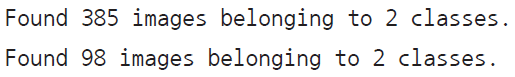 Found 385 images belonging to 2 classes.
Found 98 images belonging to 2 classes.